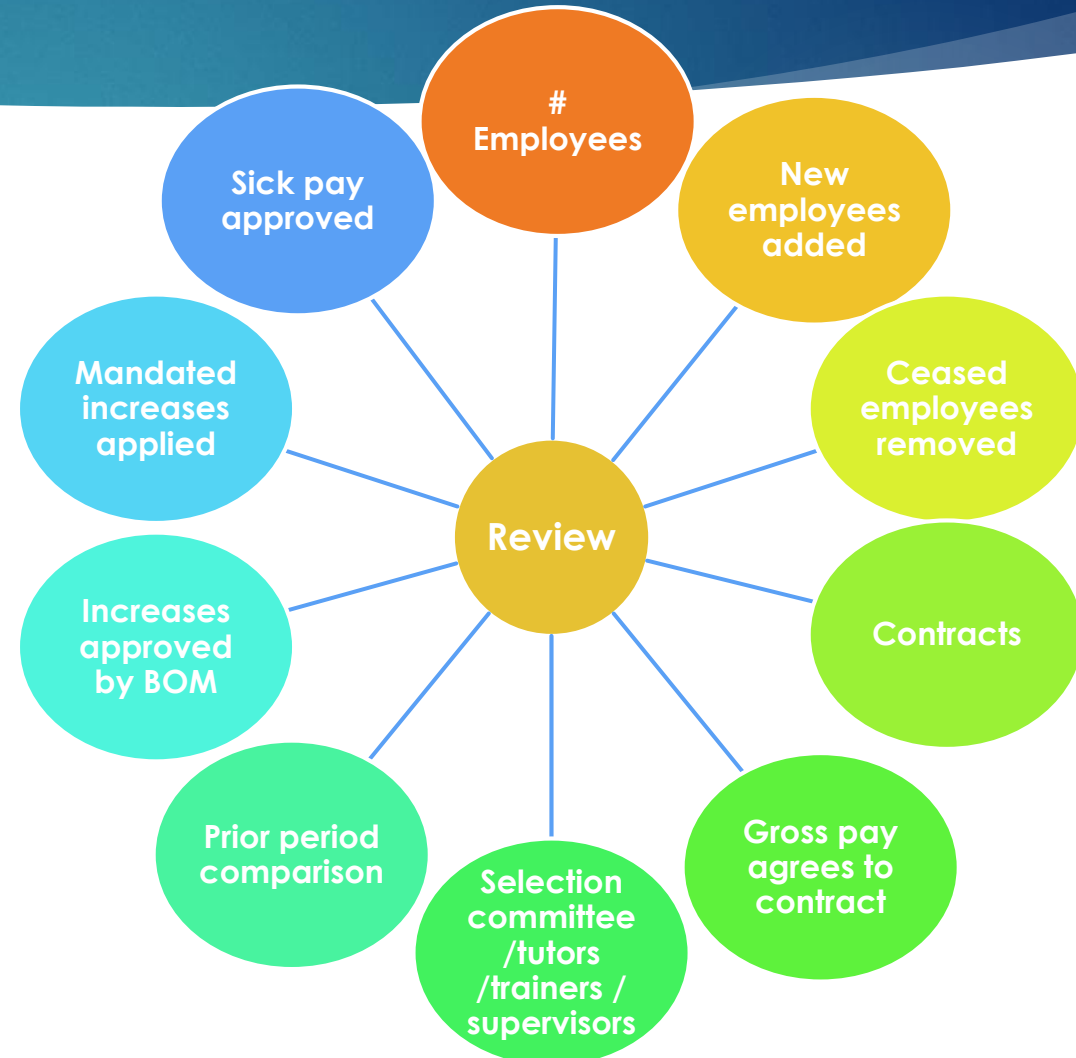 #
Employees
New
employees
added
Ceased
employees
removed
Contracts
Gross pay
agrees to
contract
Selection
committee
/tutors
/trainers /
supervisors
Prior period
comparison
Increases
approved
by BOM
Mandated
increases
applied
Sick pay
approved
Review